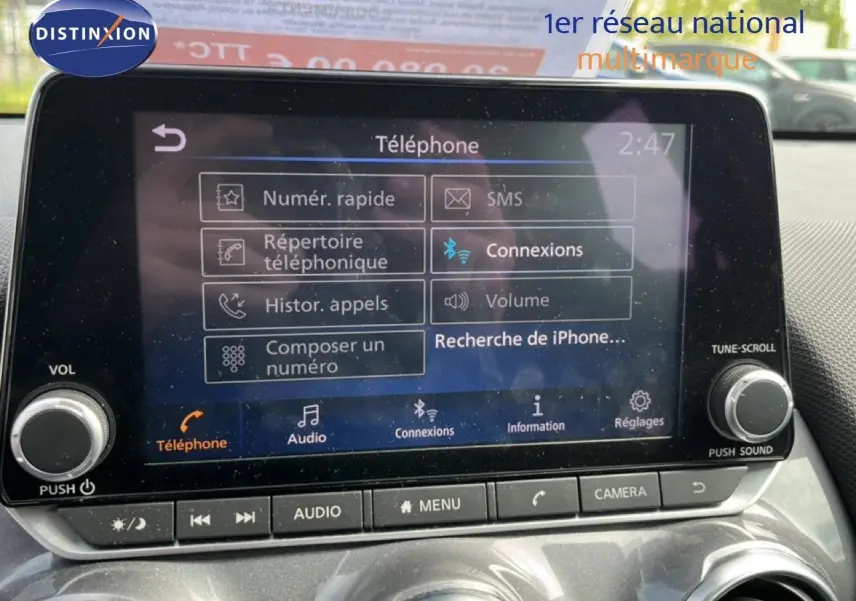 DISTINXION
1er réseau national
multimarque
Téléphone
2:47
Numér. rapide
SMS
Répertoire
téléphonique
Connexions
Histor. appels
Volume
Composer un
numéro
Recherche de iPhone...
Téléphone
Audio
Connexions
Information
Réglages
VOL
PUSH
TUNE·SCROLL
PUSH SOUND
AUDIO
MENU
CAMERA